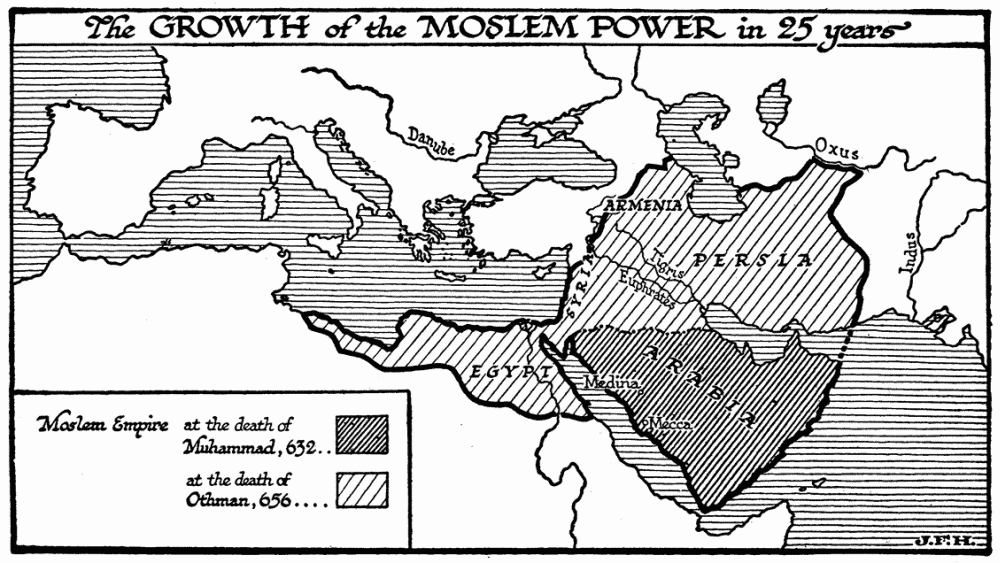 The GROWTH of the MOSLEM POWER in 25 years
Danube
Oxus
ARMENIA
Indus
Tigris
PERSIA
SYRIA
Euphrates
ARABIA
EGYPT
Medina
Mecca
Moslem Empire at the death of
Muhammad, 632..
at the death of
Othman, 656....
J.F.H.